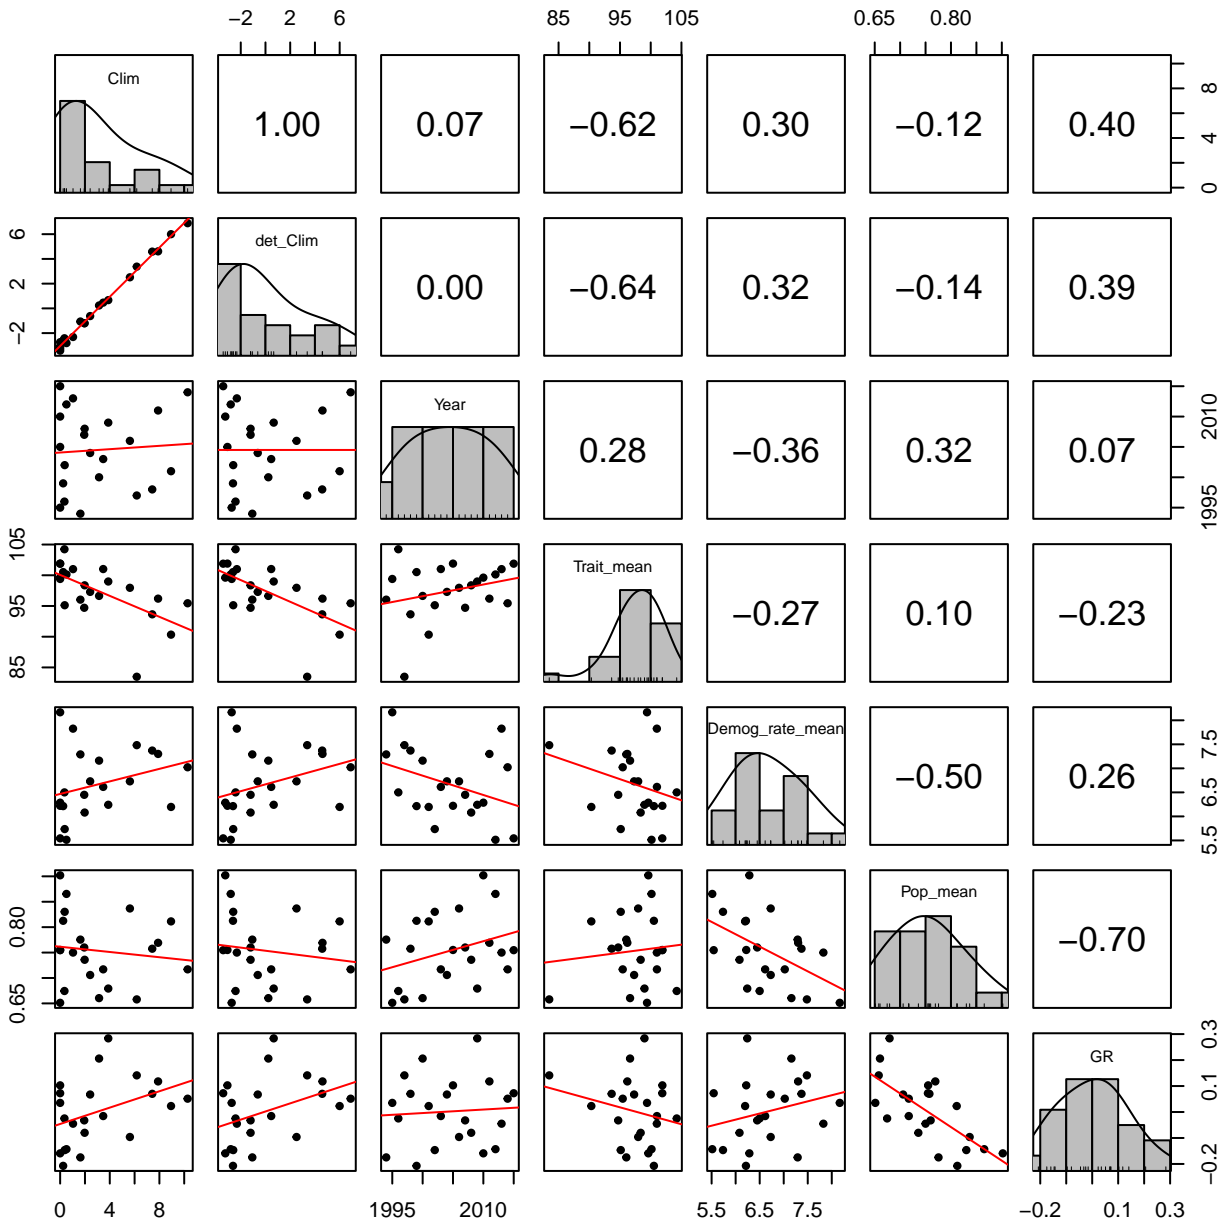 −2 2 6 85 95 105 0.65 0.80
Clim 1.00 0.07 −0.62 0.30 −0.12 0.40 0 4 8
−2 2 6 det_Clim 0.00 −0.64 0.32 −0.14 0.39
Year 0.28 −0.36 0.32 0.07 1995 2010
85 95 105 Trait_mean −0.27 0.10 −0.23
Demog_rate_mean −0.50 0.26 5.5 6.5 7.5
0.65 0.80 Pop_mean −0.70
GR −0.2 0.1 0.3
0 4 8 1995 2010 5.5 6.5 7.5 −0.2 0.1 0.3